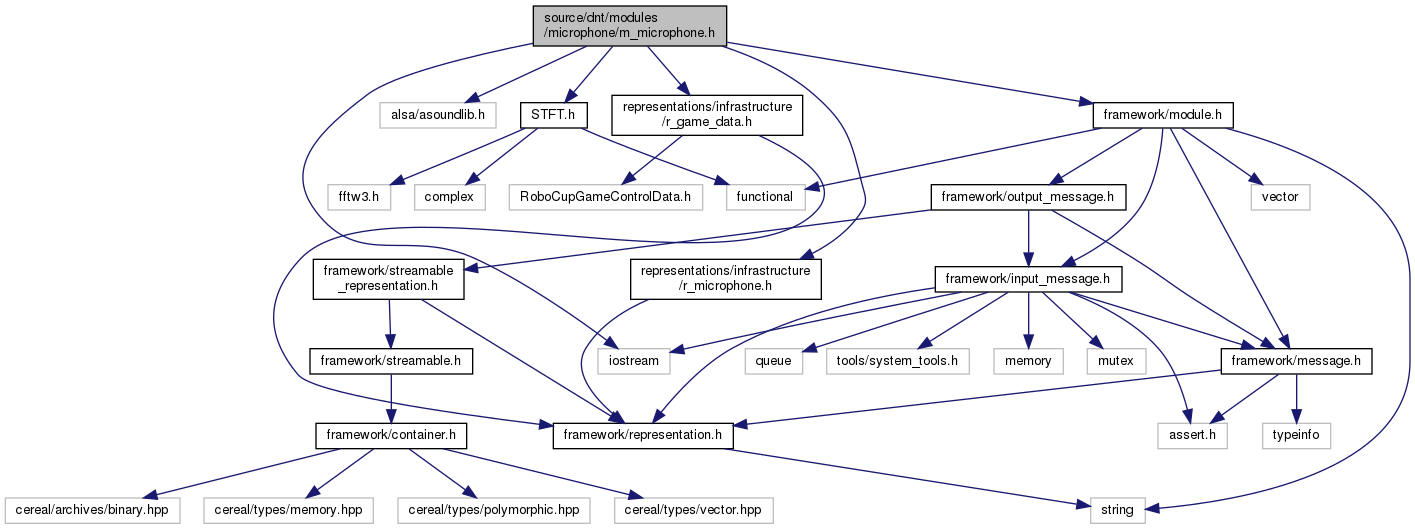 source/dnt/modules
/microphone/m_microphone.h
alsa/asoundlib.h
STFT.h
representations/infrastructure
/r_game_data.h
framework/module.h
fftw3.h
complex
RoboCupGameControlData.h
functional
framework/output_message.h
vector
framework/streamable
_representation.h
representations/infrastructure
/r_microphone.h
framework/input_message.h
framework/streamable.h
iostream
queue
tools/system_tools.h
memory
mutex
framework/message.h
framework/container.h
framework/representation.h
assert.h
typeinfo
cereal/archives/binary.hpp
cereal/types/memory.hpp
cereal/types/polymorphic.hpp
cereal/types/vector.hpp
string